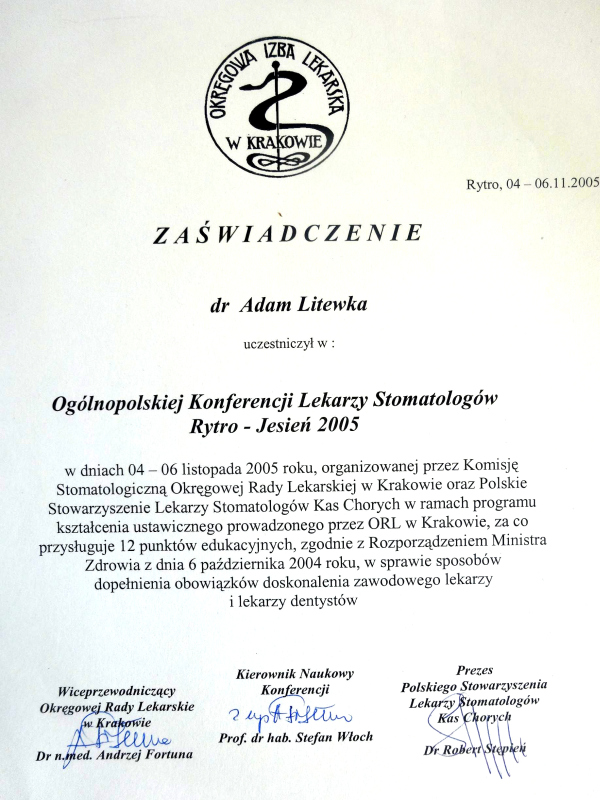 OKRĘGOWA IZBA LEKARSKA
W KRAKOWIE
Rytro, 04 – 06.11.2005
ZAŚWIADCZENIE
dr Adam Litewka
uczestniczył w :
Ogólnopolskiej Konferencji Lekarzy Stomatologów
Rytro - Jesień 2005
w dniach 04 – 06 listopada 2005 roku, organizowanej przez Komisję
Stomatologiczną Okręgowej Rady Lekarskiej w Krakowie oraz Polskie
Stowarzyszenie Lekarzy Stomatologów Kas Chorych w ramach programu
kształcenia ustawicznego prowadzonego przez ORL w Krakowie, za co
przysługuje 12 punktów edukacyjnych, zgodnie z Rozporządzeniem Ministra
Zdrowia z dnia 6 października 2004 roku, w sprawie sposobów
dopełnienia obowiązków doskonalenia zawodowego lekarzy
i lekarzy dentystów
Wiceprzewodniczący
Okręgowej Rady Lekarskie
w Krakowie
Dr n.med. Andrzej Fortuna
Kierownik Naukowy
Konferencji
Prof. dr hab. Stefan Włoch
Prezes
Polskiego Stowarzyszenia
Lekarzy Stomatologów
Kas Chorych
Dr Robert Stępień